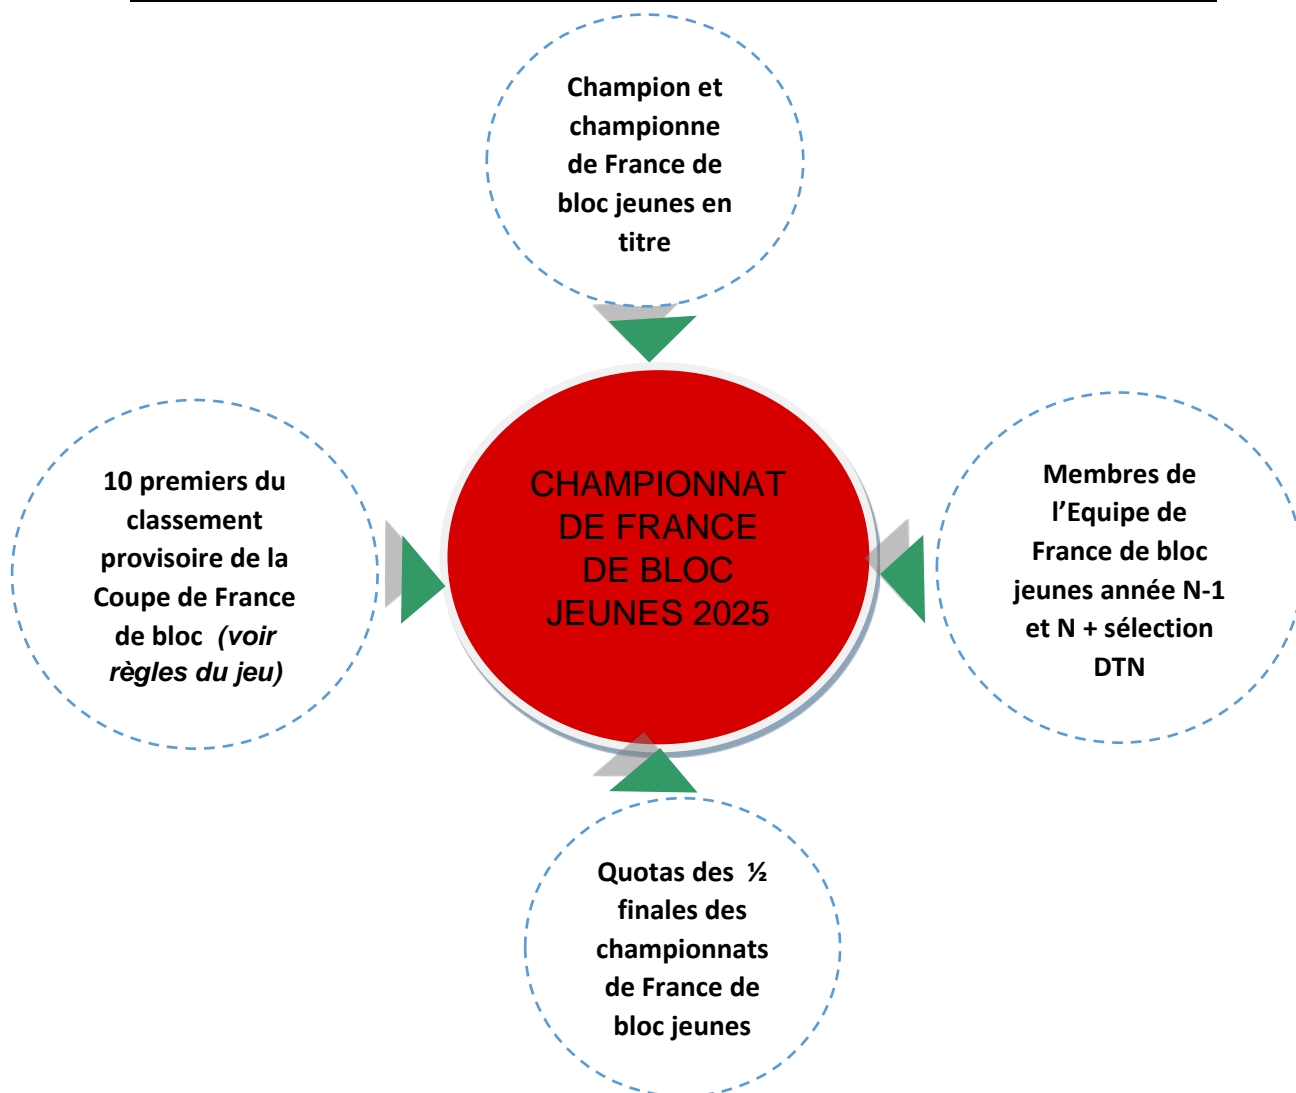 Champion et
championne
de France de
bloc jeunes en
titre
10 premiers du
classement
provisoire de la
Coupe de France
de bloc (voir
règles du jeu)
CHAMPIONNAT
DE FRANCE
DE BLOC
JEUNES 2025
Membres de
l’Equipe de
France de bloc
jeunes année N-1
et N + sélection
DTN
Quotas des ½
finales des
championnats
de France de
bloc jeunes